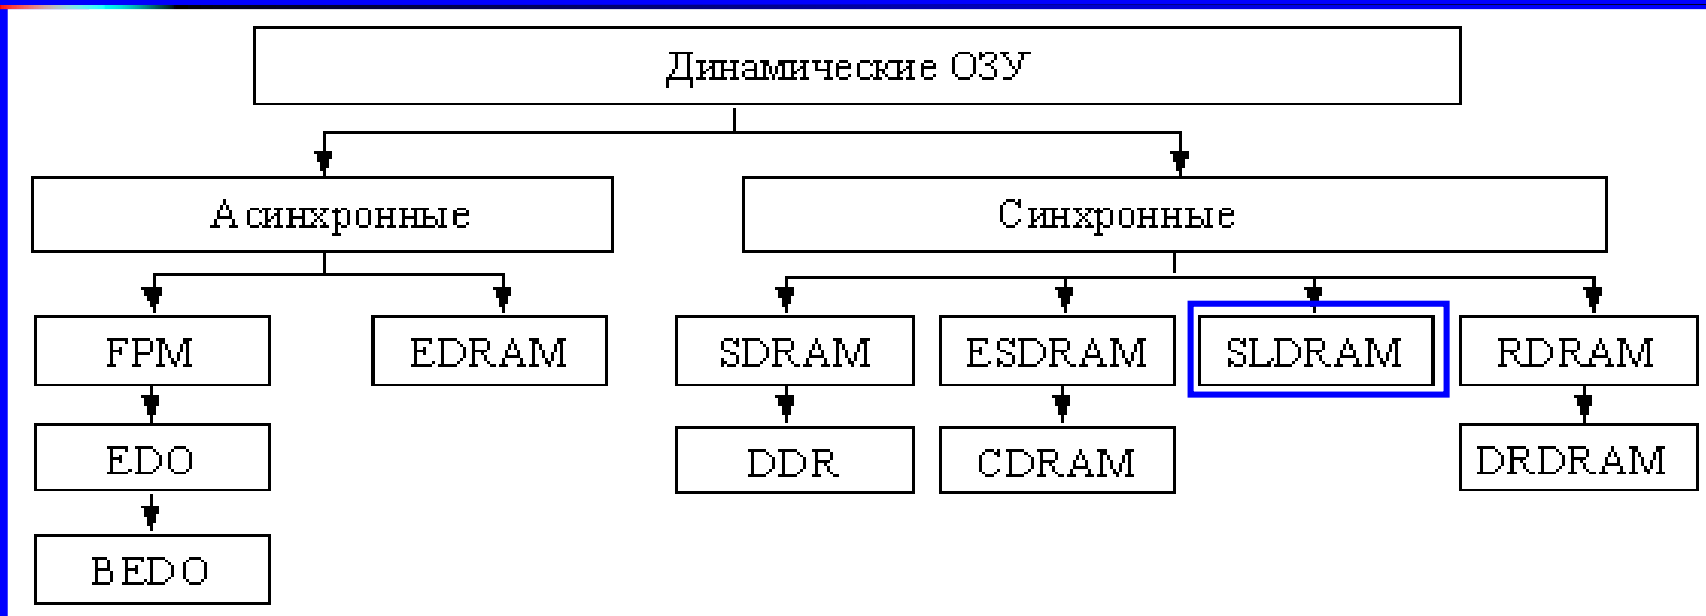 Динамические ОЗУ
Асинхронные
Синхронные
FPM
EDRAM
SDRAM
ESDRAM
SLDRAM
RDRAM
EDO
DDR
CDRAM
DRDRAM
BEDO